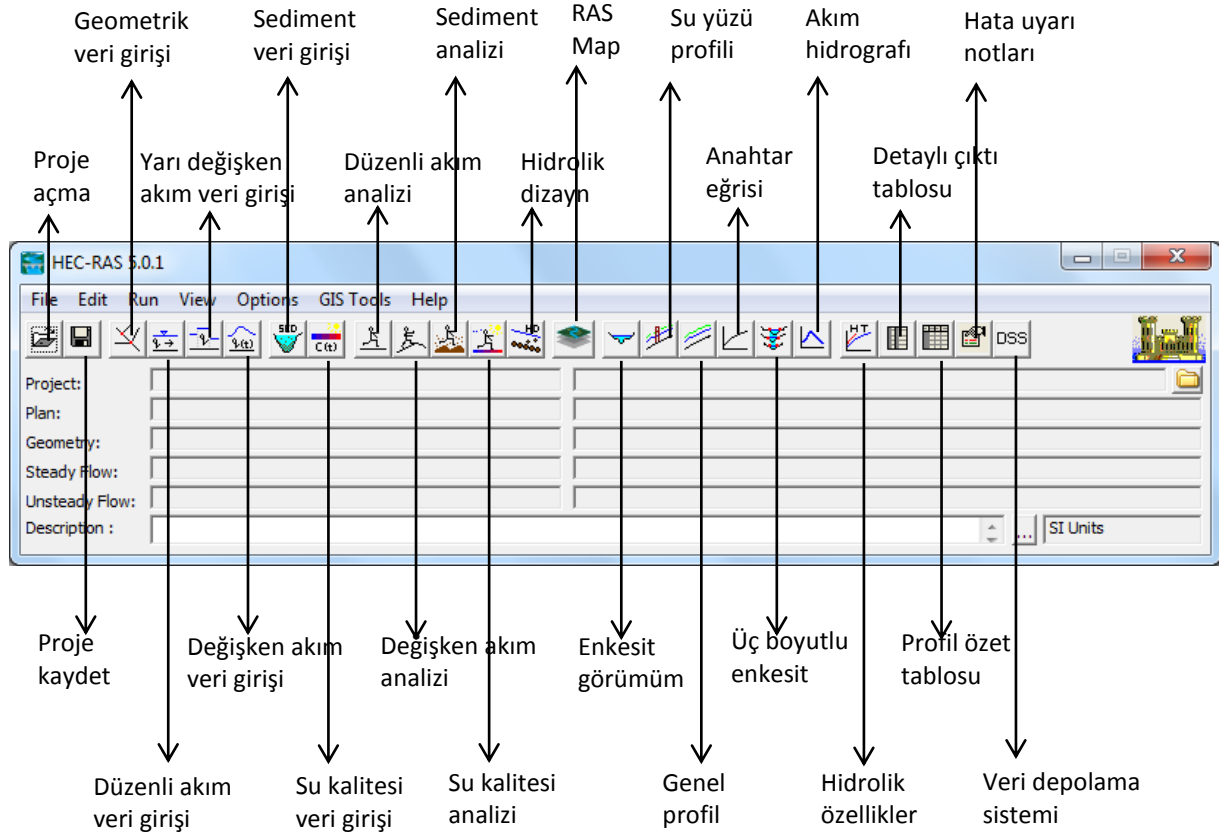 Geometrik
veri girişi
Sediment
veri girişi
Sediment
analizi
RAS
Map
Su yüzü
profili
Akım
hidrografı
Hata uyarı
notları
Proje
açma
Yarı değişken
akım veri girişi
Düzenli akım
analizi
Hidrolik
dizayn
Anahtar
eğrisi
Detaylı çıktı
tablosu
HEC-RAS 5.0.1
File Edit Run View Options GIS Tools Help
SED
C(t)
HD
HT
DSS
Project:
Plan:
Geometry:
Steady Flow:
Unsteady Flow:
Description :
...
SI Units
Proje
kaydet
Değişken akım
veri girişi
Değişken akım
analizi
Enkesit
görümüm
Üç boyutlu
enkesit
Profil özet
tablosu
Düzenli akım
veri girişi
Su kalitesi
veri girişi
Su kalitesi
analizi
Genel
profil
Hidrolik
özellikler
Veri depolama
sistemi